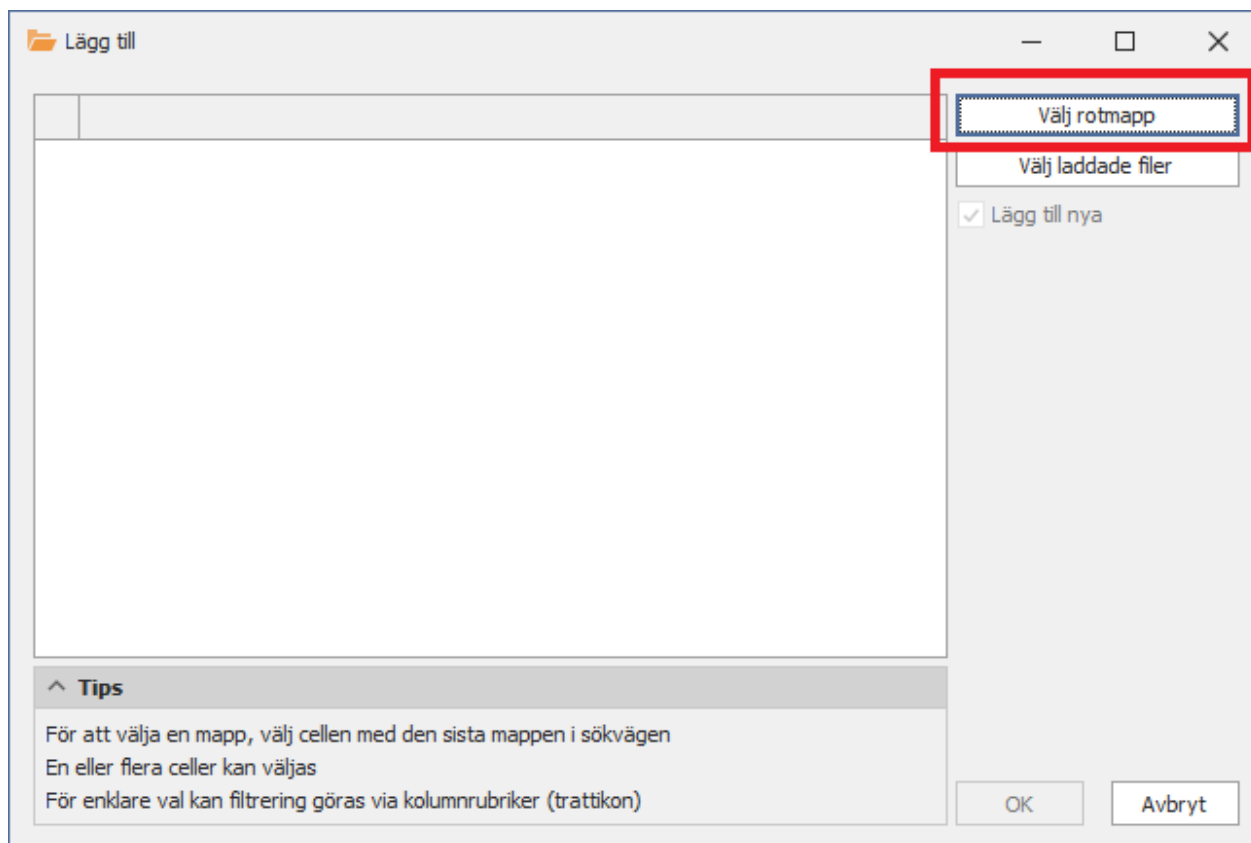 Lägg till
Välj rotmapp
Välj laddade filer
Lägg till nya
Tips
För att välja en mapp, välj cellen med den sista mappen i sökvägen
En eller flera celler kan väljas
För enklare val kan filtrering göras via kolumnrubriker (trattikon)
OK
Avbryt